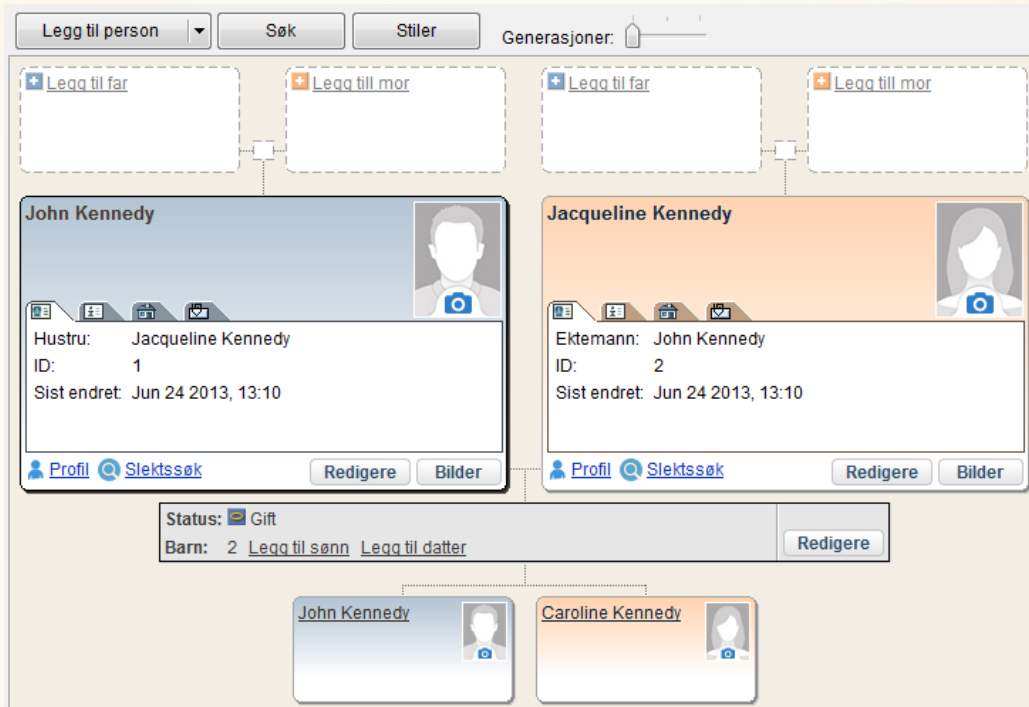 Legg til person Søk Stiler Generasjoner:
Legg til far Legg till mor Legg til far Legg till mor
John Kennedy
Hustru: Jacqueline Kennedy
ID: 1
Sist endret: Jun 24 2013, 13:10
Profil Slektssøk Redigere Bilder
Jacqueline Kennedy
Ektemann: John Kennedy
ID: 2
Sist endret: Jun 24 2013, 13:10
Profil Slektssøk Redigere Bilder
Status: Gift
Barn: 2 Legg til sønn Legg til datter
Redigere
John Kennedy
Caroline Kennedy